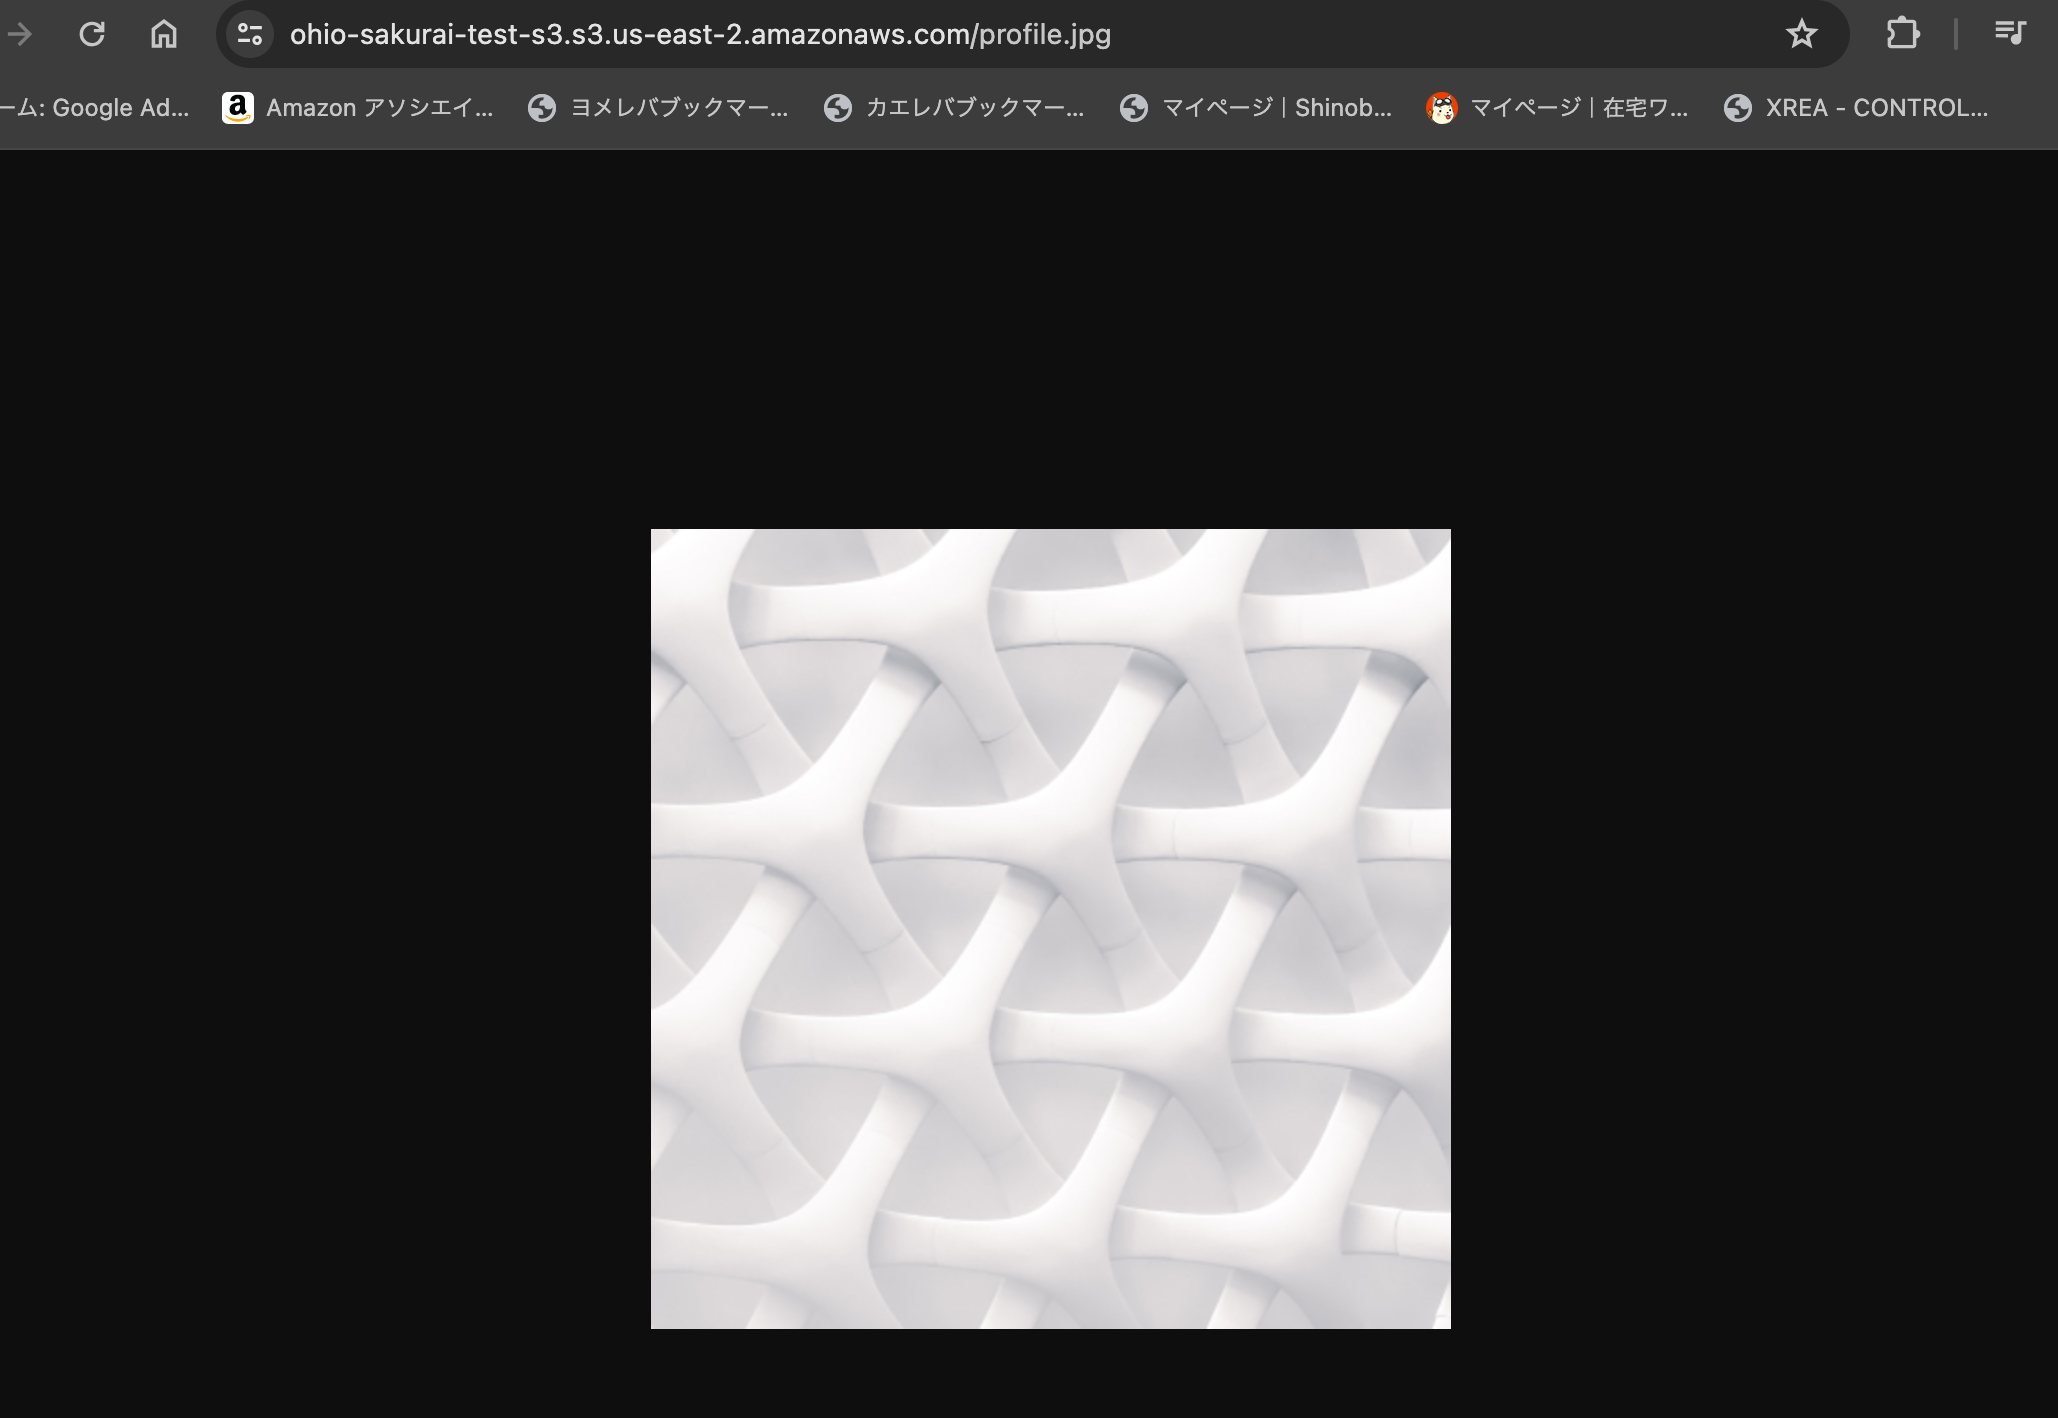 ohio-sakurai-test-s3.s3.us-east-2.amazonaws.com/profile.jpg
ーム: Google Ad... Amazon アソシエイ... ヨメレバブックマー... カエレバブックマー... マイページ | Shinob... マイページ | 在宅ワ... XREA - CONTROL...